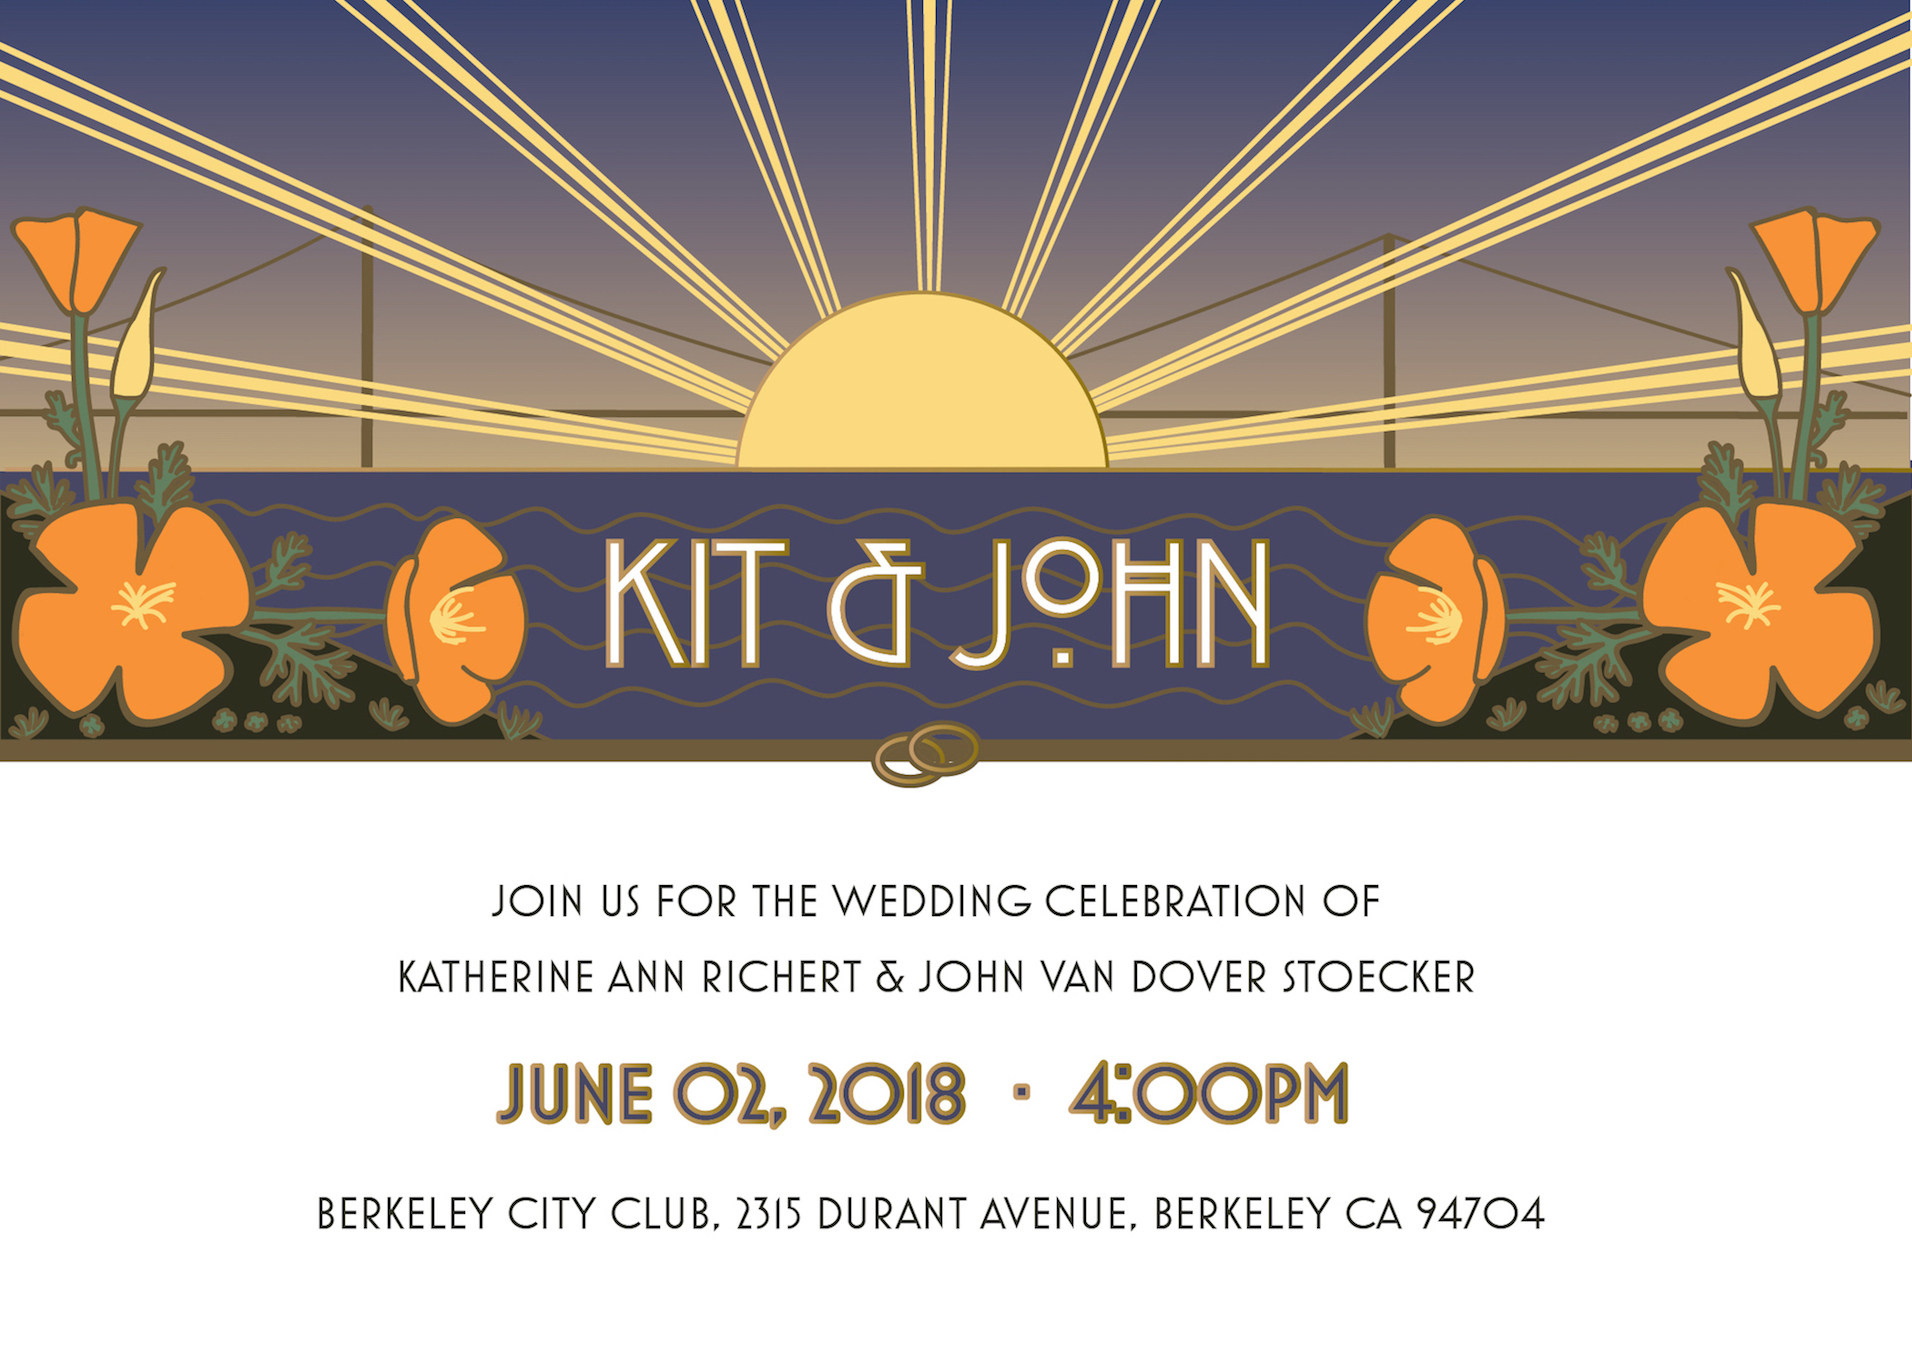 KIT & JOHN
JOIN US FOR THE WEDDING CELEBRATION OF
KATHERINE ANN RICHERT & JOHN VAN DOVER STOECKER
JUNE 02, 2018 · 4:00PM
BERKELEY CITY CLUB, 2315 DURANT AVENUE, BERKELEY CA 94704